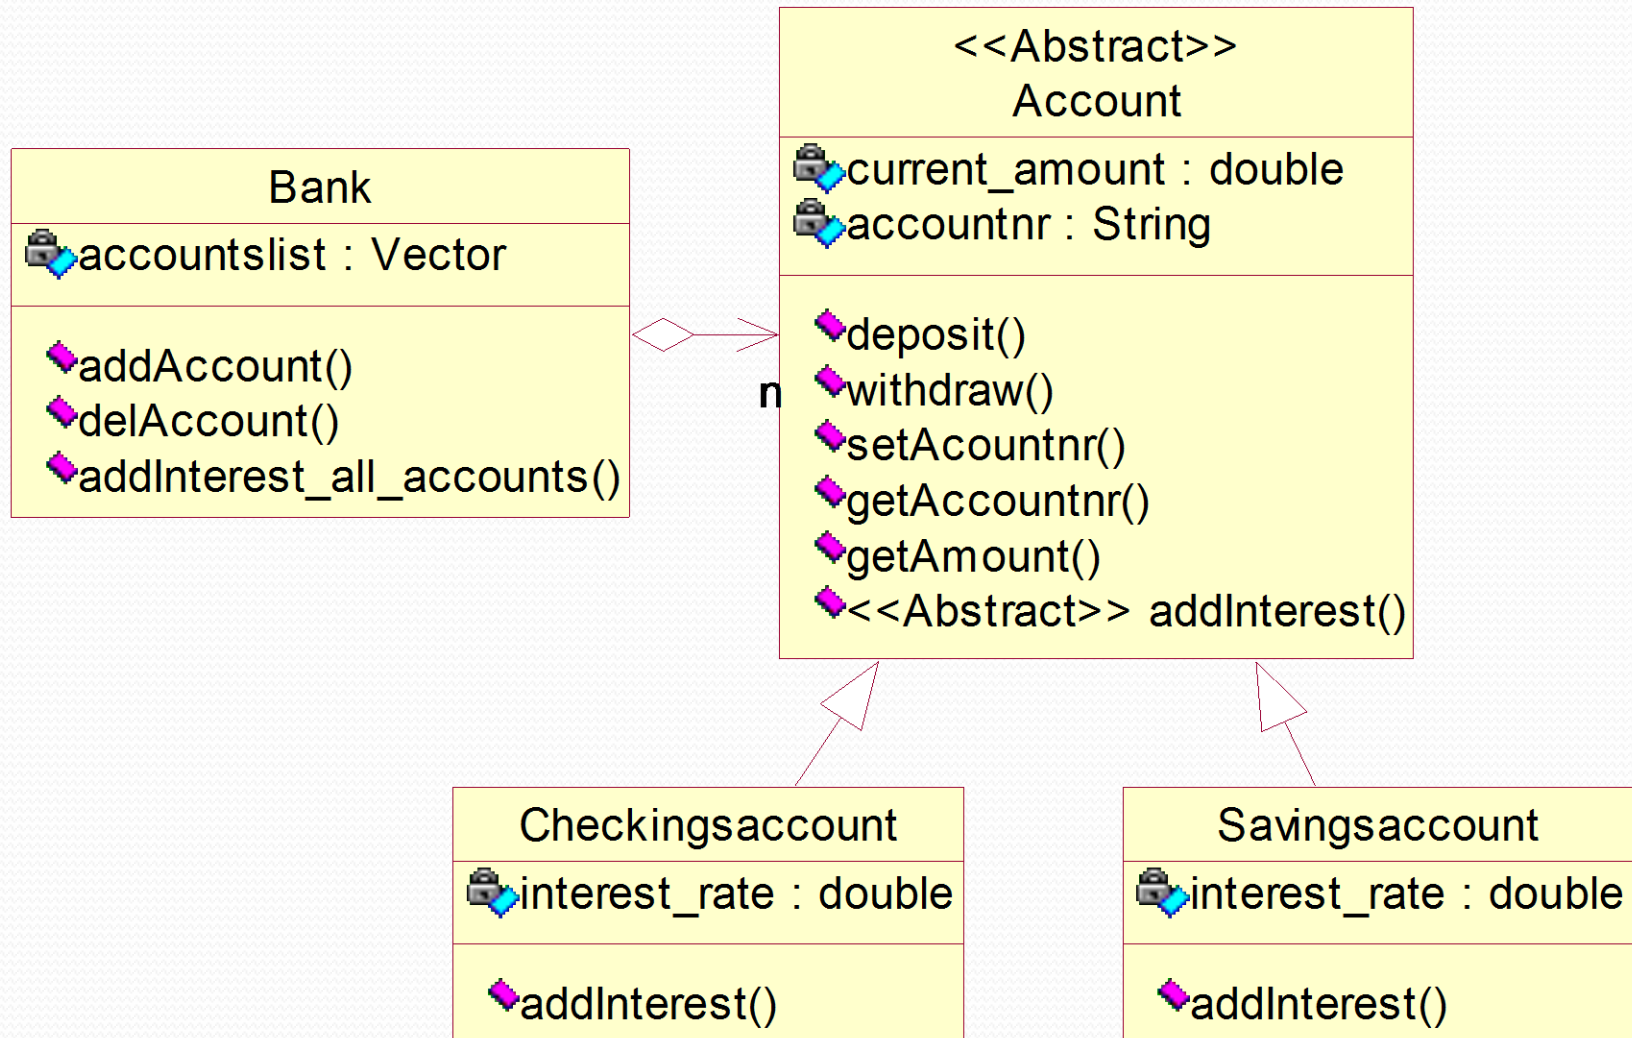 Bank
accountslist : Vector
addAccount()
delAccount()
addInterest_all_accounts()
n
<<Abstract>>
Account
current_amount : double
accountnr : String
deposit()
withdraw()
setAcountnr()
getAccountnr()
getAmount()
<<Abstract>> addInterest()
Checkingsaccount
interest_rate : double
addInterest()
Savingsaccount
interest_rate : double
addInterest()